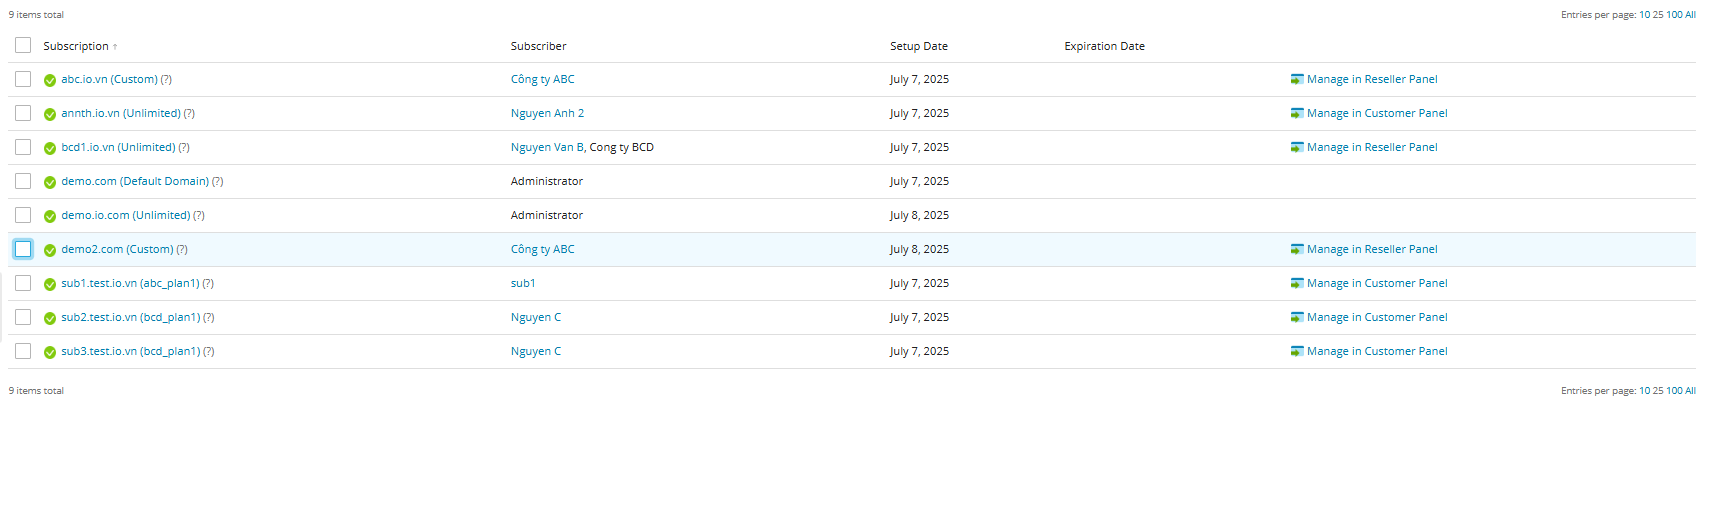 9 items total Entries per page: 10 25 100 All
Subscription ↑ Subscriber Setup Date Expiration Date
abc.io.vn (Custom) (?) Công ty ABC July 7, 2025 Manage in Reseller Panel
annth.io.vn (Unlimited) (?) Nguyen Anh 2 July 7, 2025 Manage in Customer Panel
bcd1.io.vn (Unlimited) (?) Nguyen Van B, Cong ty BCD July 7, 2025 Manage in Reseller Panel
demo.com (Default Domain) (?) Administrator July 7, 2025
demo.io.com (Unlimited) (?) Administrator July 8, 2025
demo2.com (Custom) (?) Công ty ABC July 8, 2025 Manage in Reseller Panel
sub1.test.io.vn (abc_plan1) (?) sub1 July 7, 2025 Manage in Customer Panel
sub2.test.io.vn (bcd_plan1) (?) Nguyen C July 7, 2025 Manage in Customer Panel
sub3.test.io.vn (bcd_plan1) (?) Nguyen C July 7, 2025 Manage in Customer Panel
9 items total Entries per page: 10 25 100 All